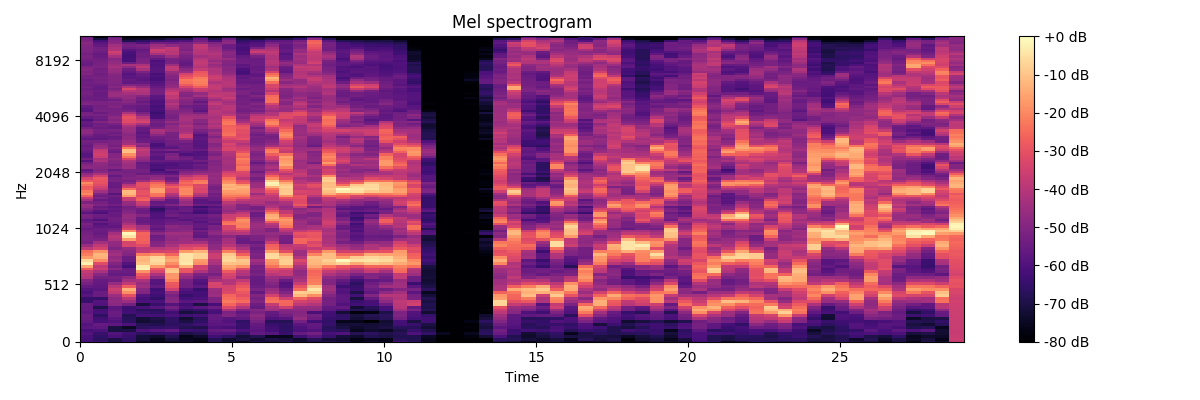 Mel spectrogram
Hz
8192
4096
2048
1024
512
0
0 5 10 15 20 25
Time
+0 dB
-10 dB
-20 dB
-30 dB
-40 dB
-50 dB
-60 dB
-70 dB
-80 dB